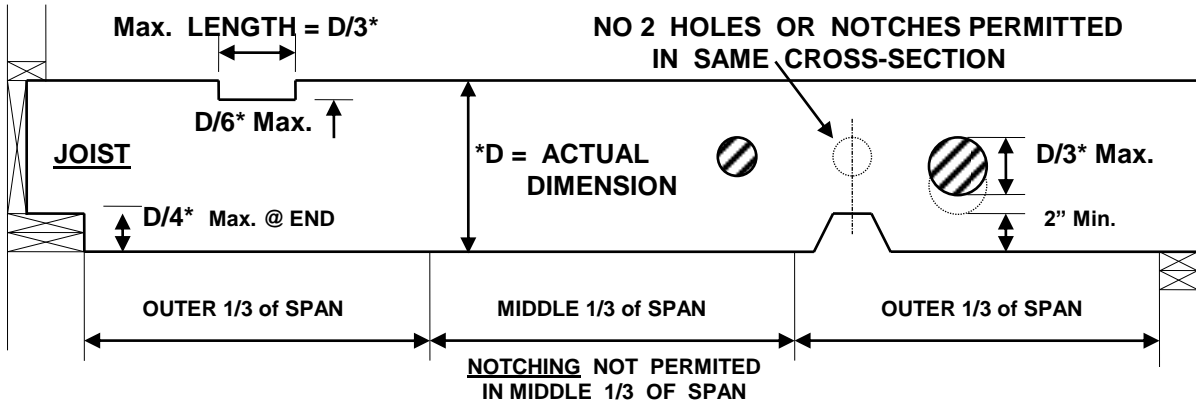 Max. LENGTH = D/3*
NO 2 HOLES OR NOTCHES PERMITTED
IN SAME CROSS-SECTION
D/6* Max.
JOIST
*D = ACTUAL
DIMENSION
D/3* Max.
D/4* Max. @ END
2” Min.
OUTER 1/3 of SPAN
MIDDLE 1/3 of SPAN
OUTER 1/3 of SPAN
NOTCHING NOT PERMITED
IN MIDDLE 1/3 OF SPAN